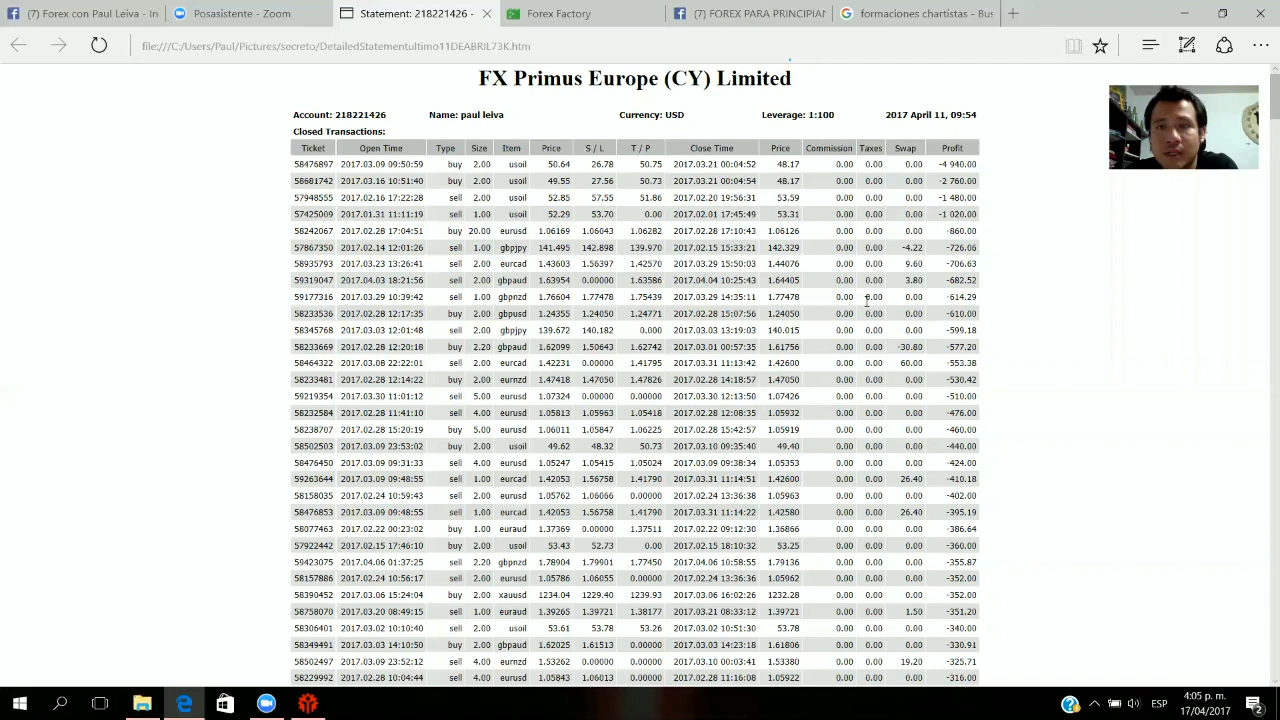 (7) Forex con Paul Leiva - In
Posasistente - Zoom
Statement: 218221426 -
Forex Factory
(7) FOREX PARA PRINCIPIAN
formaciones chartistas - Bus
file:///C:/Users/Paul/Pictures/secreto/DetailedStatementultimo11DEABRIL73K.htm
FX Primus Europe (CY) Limited
Account: 218221426 Name: paul leiva Currency: USD Leverage: 1:100 2017 April 11, 09:54
Closed Transactions:
Ticket Open Time Type Size Item Price S / L T / P Close Time Price Commission Taxes Swap Profit
58476897 2017.03.09 09:50:59 buy 2.00 usoil 50.64 26.78 50.75 2017.03.21 00:04:52 48.17 0.00 0.00 0.00 -4 940.00
58681742 2017.03.16 10:51:40 buy 2.00 usoil 49.55 27.56 50.73 2017.03.21 00:04:54 48.17 0.00 0.00 0.00 -2 760.00
57948555 2017.02.16 17:22:28 sell 2.00 usoil 52.85 57.55 51.86 2017.02.20 19:56:31 53.59 0.00 0.00 0.00 -1 480.00
57425009 2017.01.31 11:11:19 sell 1.00 usoil 52.29 53.70 0.00 2017.02.01 17:45:49 53.31 0.00 0.00 0.00 -1 020.00
58242067 2017.02.28 17:04:51 buy 20.00 eurusd 1.06169 1.06043 1.06282 2017.02.28 17:10:43 1.06126 0.00 0.00 0.00 -860.00
57867350 2017.02.14 12:01:26 sell 1.00 gbpjpy 141.495 142.898 139.970 2017.02.15 15:33:21 142.329 0.00 0.00 -4.22 -726.06
58935793 2017.03.23 13:26:41 sell 2.00 eurcad 1.43603 1.56397 1.42570 2017.03.29 15:50:03 1.44076 0.00 0.00 9.60 -706.63
59319047 2017.04.03 18:21:56 sell 2.00 gbpaud 1.63954 0.00000 1.63586 2017.04.04 10:25:43 1.64405 0.00 0.00 3.80 -682.52
59177316 2017.03.29 10:39:42 sell 1.00 gbpnzd 1.76604 1.77478 1.75439 2017.03.29 14:35:11 1.77478 0.00 0.00 0.00 -614.29
58233536 2017.02.28 12:17:35 buy 2.00 gbpusd 1.24355 1.24050 1.24771 2017.02.28 15:07:56 1.24050 0.00 0.00 0.00 -610.00
58345768 2017.03.03 12:01:48 sell 2.00 gbpjpy 139.672 140.182 0.000 2017.03.03 13:19:03 140.015 0.00 0.00 0.00 -599.18
58233669 2017.02.28 12:20:18 buy 2.20 gbpaud 1.62099 1.50643 1.62742 2017.03.01 00:57:35 1.61756 0.00 0.00 -30.80 -577.20
58464322 2017.03.08 22:22:01 sell 2.00 eurcad 1.42231 0.00000 1.41795 2017.03.31 11:13:42 1.42600 0.00 0.00 60.00 -553.38
58233481 2017.02.28 12:14:22 buy 2.00 eurnzd 1.47418 1.47050 1.47826 2017.02.28 14:18:57 1.47050 0.00 0.00 0.00 -530.42
59219354 2017.03.30 11:01:12 sell 5.00 eurusd 1.07324 0.00000 0.00000 2017.03.30 12:13:50 1.07426 0.00 0.00 0.00 -510.00
58232584 2017.02.28 11:41:10 sell 4.00 eurusd 1.05813 1.05963 1.05418 2017.02.28 12:08:35 1.05932 0.00 0.00 0.00 -476.00
58238707 2017.02.28 15:20:19 buy 5.00 eurusd 1.06011 1.05847 1.06225 2017.02.28 15:42:57 1.05919 0.00 0.00 0.00 -460.00
58502503 2017.03.09 23:53:02 buy 2.00 usoil 49.62 48.32 50.73 2017.03.10 09:35:40 49.40 0.00 0.00 0.00 -440.00
58476450 2017.03.09 09:31:33 sell 4.00 eurusd 1.05247 1.05415 1.05024 2017.03.09 09:38:34 1.05353 0.00 0.00 0.00 -424.00
59263644 2017.03.09 09:48:55 sell 1.00 eurcad 1.42053 1.56758 1.41790 2017.03.31 11:14:51 1.42600 0.00 0.00 26.40 -410.18
58158035 2017.02.24 10:59:43 sell 2.00 eurusd 1.05762 1.06066 0.00000 2017.02.24 13:36:38 1.05963 0.00 0.00 0.00 -402.00
58476853 2017.03.09 09:48:55 sell 1.00 eurcad 1.42053 1.56758 1.41790 2017.03.31 11:14:22 1.42580 0.00 0.00 26.40 -395.19
58077463 2017.02.22 00:23:02 buy 1.00 euraud 1.37369 0.00000 1.37511 2017.02.22 09:12:30 1.36866 0.00 0.00 0.00 -386.64
57922442 2017.02.15 17:46:10 buy 2.00 usoil 53.43 52.73 0.00 2017.02.15 18:10:32 53.25 0.00 0.00 0.00 -360.00
59423075 2017.04.06 01:37:25 sell 2.20 gbpnzd 1.78904 1.79901 1.77450 2017.04.06 10:58:55 1.79136 0.00 0.00 0.00 -355.87
58157886 2017.02.24 10:56:17 sell 2.00 eurusd 1.05786 1.06055 0.00000 2017.02.24 13:36:36 1.05962 0.00 0.00 0.00 -352.00
58390452 2017.03.06 15:24:04 buy 2.00 xauusd 1234.04 1229.40 1239.93 2017.03.06 16:02:26 1232.28 0.00 0.00 0.00 -352.00
58758070 2017.03.20 08:49:15 sell 1.00 euraud 1.39265 1.39721 1.38177 2017.03.21 08:33:12 1.39721 0.00 0.00 1.50 -351.20
58306401 2017.03.02 10:10:40 sell 2.00 usoil 53.61 53.78 53.26 2017.03.02 10:51:30 53.78 0.00 0.00 0.00 -340.00
58349491 2017.03.03 14:10:50 buy 2.00 gbpaud 1.62025 1.61513 0.00000 2017.03.03 14:23:18 1.61806 0.00 0.00 0.00 -330.91
58502497 2017.03.09 23:52:12 sell 4.00 eurnzd 1.53262 0.00000 0.00000 2017.03.10 00:03:41 1.53380 0.00 0.00 19.20 -325.71
58229992 2017.02.28 10:04:44 sell 4.00 eurusd 1.05843 1.06013 0.00000 2017.02.28 11:16:08 1.05922 0.00 0.00 0.00 -316.00
ESP
4:05 p. m.
17/04/2017
2